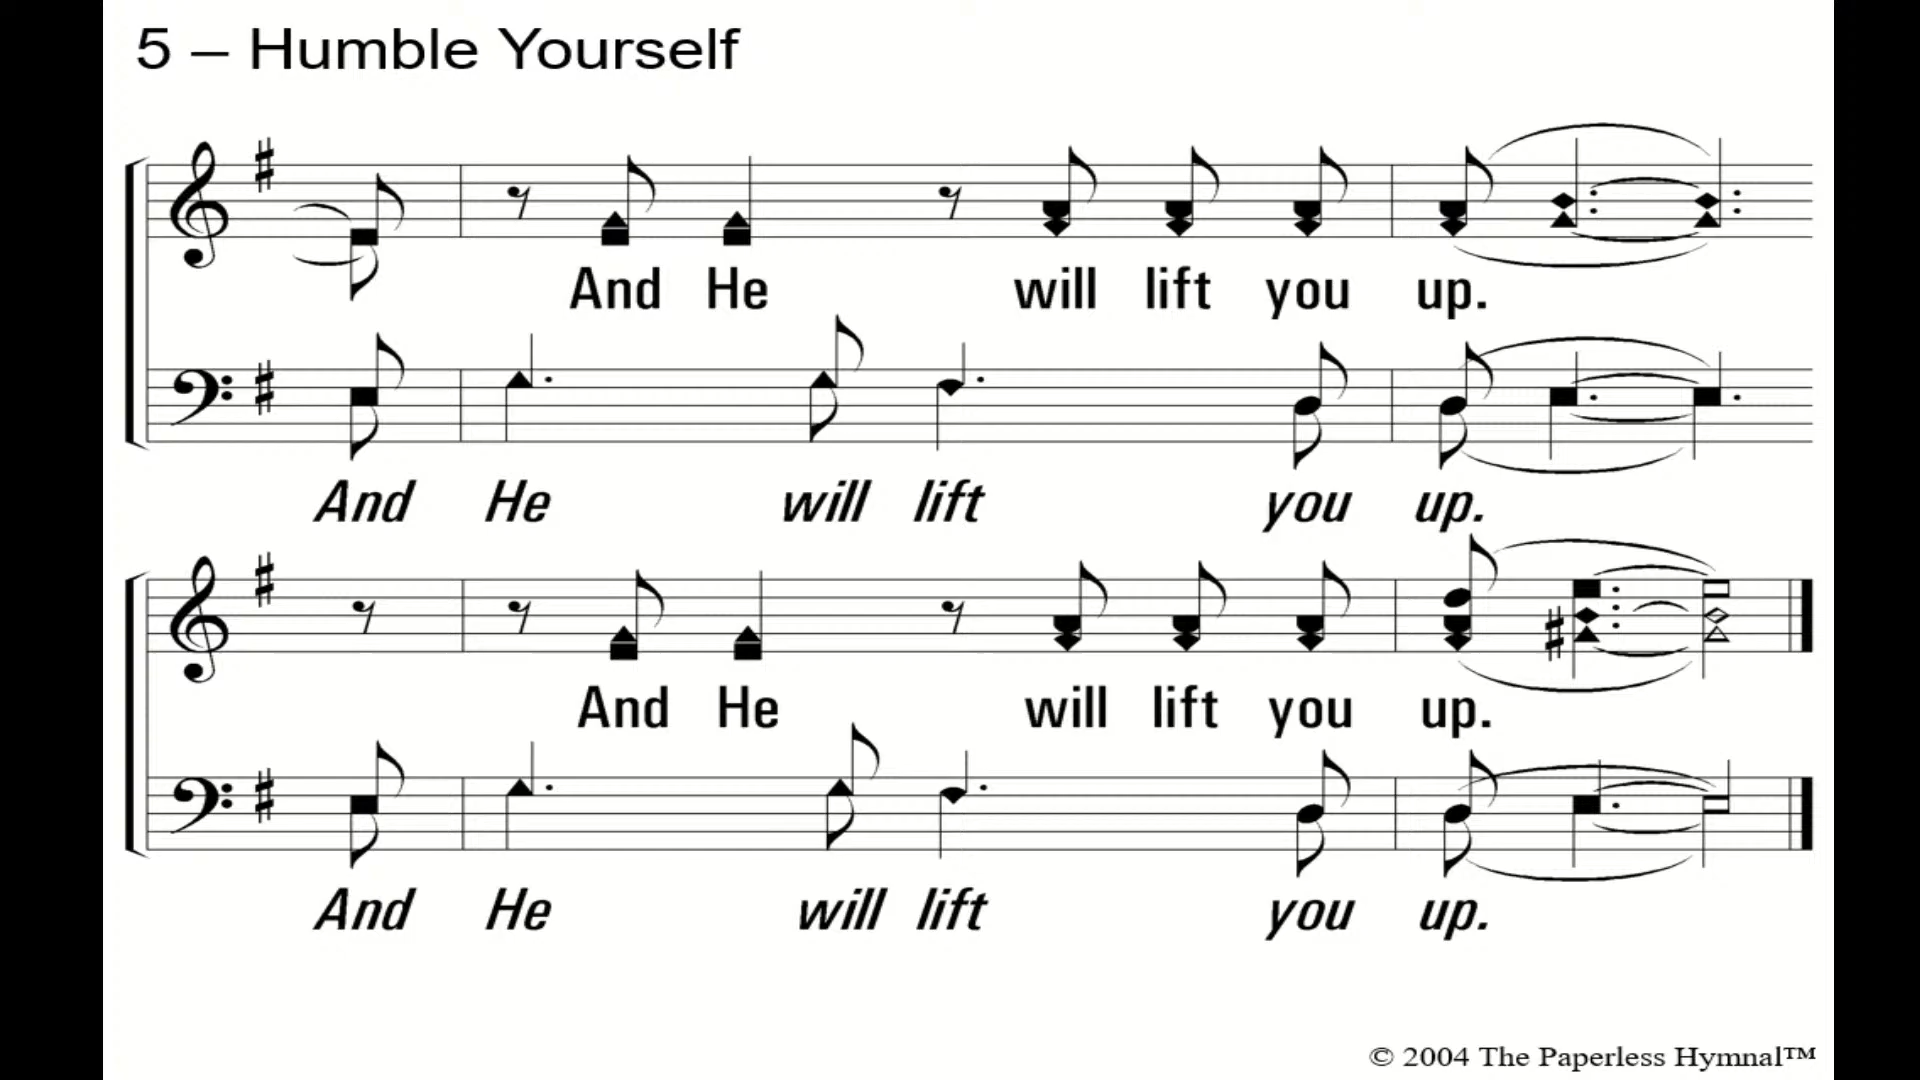 5 – Humble Yourself
And He will lift you up.
And He will lift you up.
And He will lift you up.
And He will lift you up.
© 2004 The Paperless Hymnal™